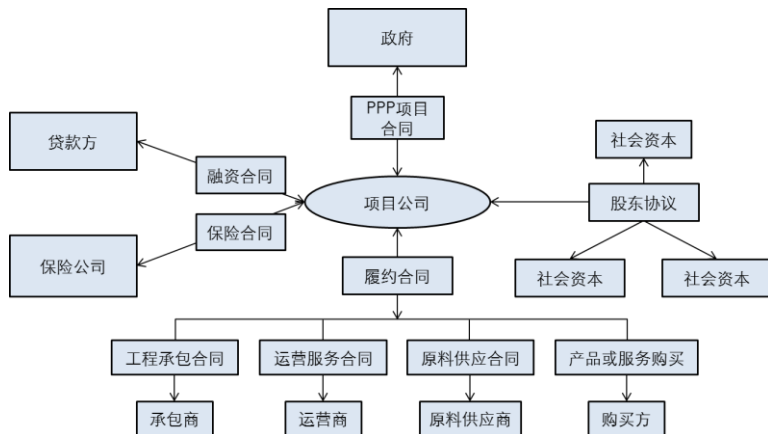 政府
PPP项目
合同
贷款方
社会资本
融资合同
项目公司
股东协议
保险合同
保险公司
履约合同
社会资本
社会资本
工程承包合同
运营服务合同
原料供应合同
产品或服务购买
承包商
运营商
原料供应商
购买方